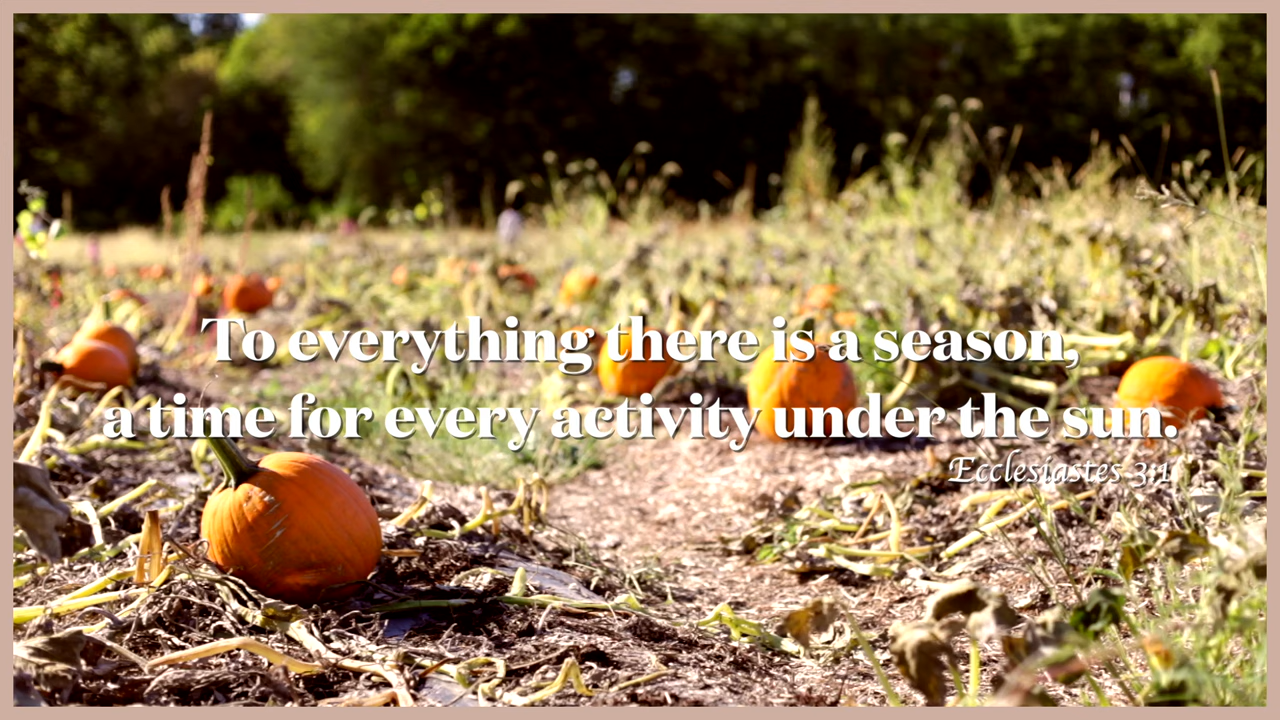 To everything there is a season,
a time for every activity under the sun.
Ecclesiastes 3:1